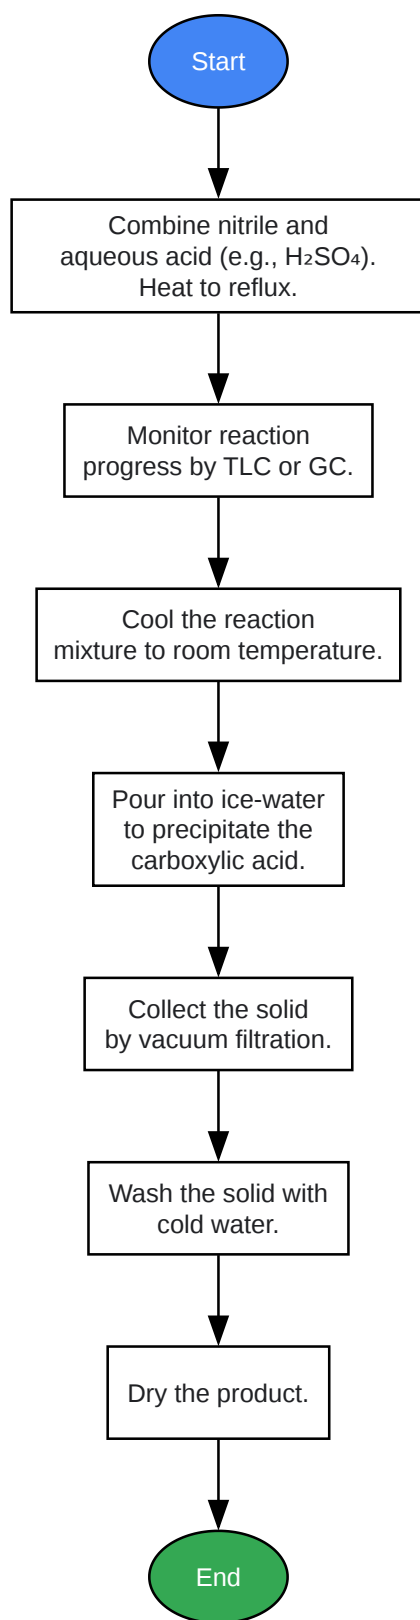 Start
Combine nitrile and
aqueous acid (e.g., H₂SO₄).
Heat to reflux.
Monitor reaction
progress by TLC or GC.
Cool the reaction
mixture to room temperature.
Pour into ice-water
to precipitate the
carboxylic acid.
Collect the solid
by vacuum filtration.
Wash the solid with
cold water.
Dry the product.
End